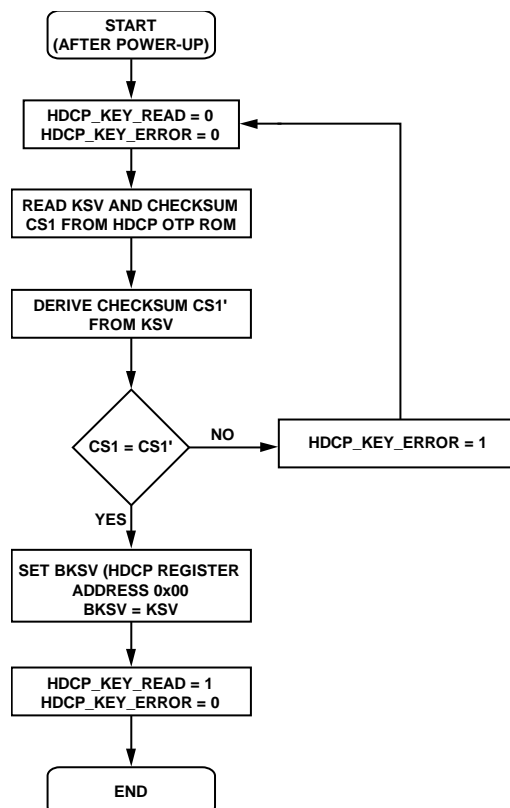 START
(AFTER POWER-UP)
HDCP_KEY_READ = 0
HDCP_KEY_ERROR = 0
READ KSV AND CHECKSUM
CS1 FROM HDCP OTP ROM
DERIVE CHECKSUM CS1'
FROM KSV
CS1 = CS1'
NO
HDCP_KEY_ERROR = 1
YES
SET BKSV (HDCP REGISTER
ADDRESS 0x00
BKSV = KSV
HDCP_KEY_READ = 1
HDCP_KEY_ERROR = 0
END